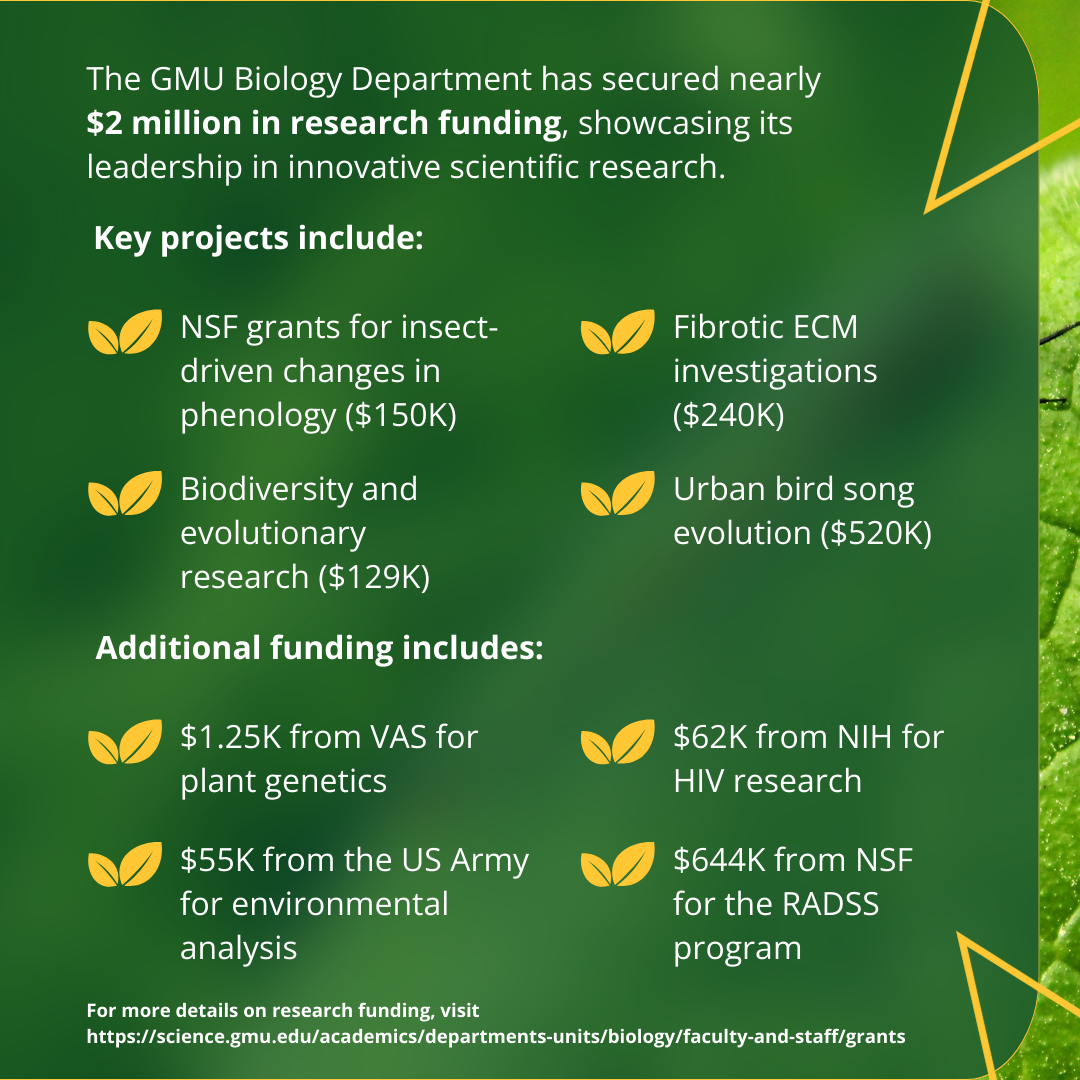 The GMU Biology Department has secured nearly
$2 million in research funding, showcasing its
leadership in innovative scientific research.
Key projects include:
NSF grants for insect-
driven changes in
phenology ($150K)
Fibrotic ECM
investigations
($240K)
Biodiversity and
evolutionary
research ($129K)
Urban bird song
evolution ($520K)
Additional funding includes:
$1.25K from VAS for
plant genetics
$62K from NIH for
HIV research
$55K from the US Army
for environmental
analysis
$644K from NSF
for the RADSS
program
For more details on research funding, visit
https://science.gmu.edu/academics/departments-units/biology/faculty-and-staff/grants